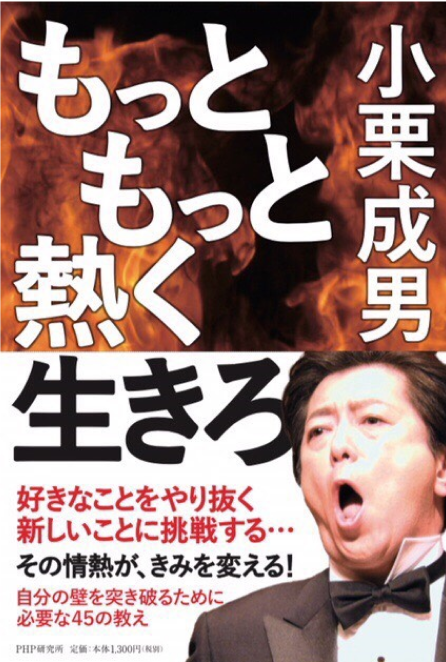 もっと
もっと
熱く
生きろ
小栗成男
好きなことをやり抜く
新しいことに挑戦する…
その情熱が、きみを変える！
自分の壁を突き破るために
必要な45の教え
PHP研究所 定価：本体1,300円（税別）